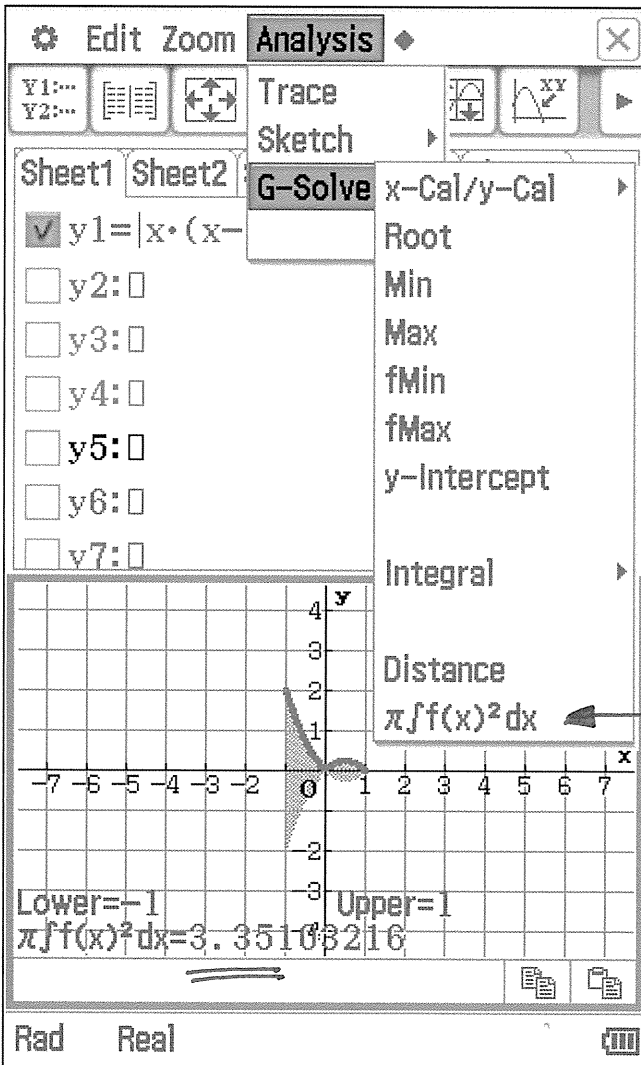 Edit Zoom Analysis
Y1:...
Y2:...
XY
Trace
Sketch
Sheet1 Sheet2
G-Solve
x-Cal/y-Cal
y1=|x·(x-
Root
y2:
Min
y3:
Max
y4:
fMin
y5:
fMax
y6:
y-Intercept
y7:
Integral
Distance
π∫f(x)²dx
y
4
3
2
1
x
-7 -6 -5 -4 -3 -2 0 1 2 3 4 5 6 7
-2
-3
Lower=-1 Upper=1
π∫f(x)²dx=3.35103216
Rad Real